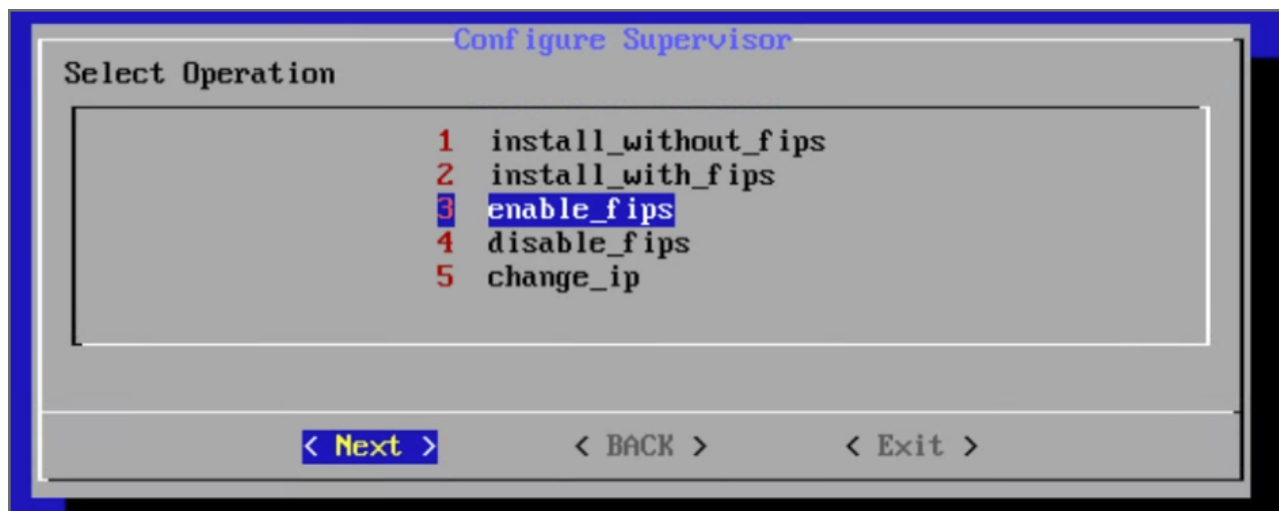 Configure Supervisor
Select Operation
1 install_without_fips
2 install_with_fips
3 enable_fips
4 disable_fips
5 change_ip
< Next > < BACK > < Exit >